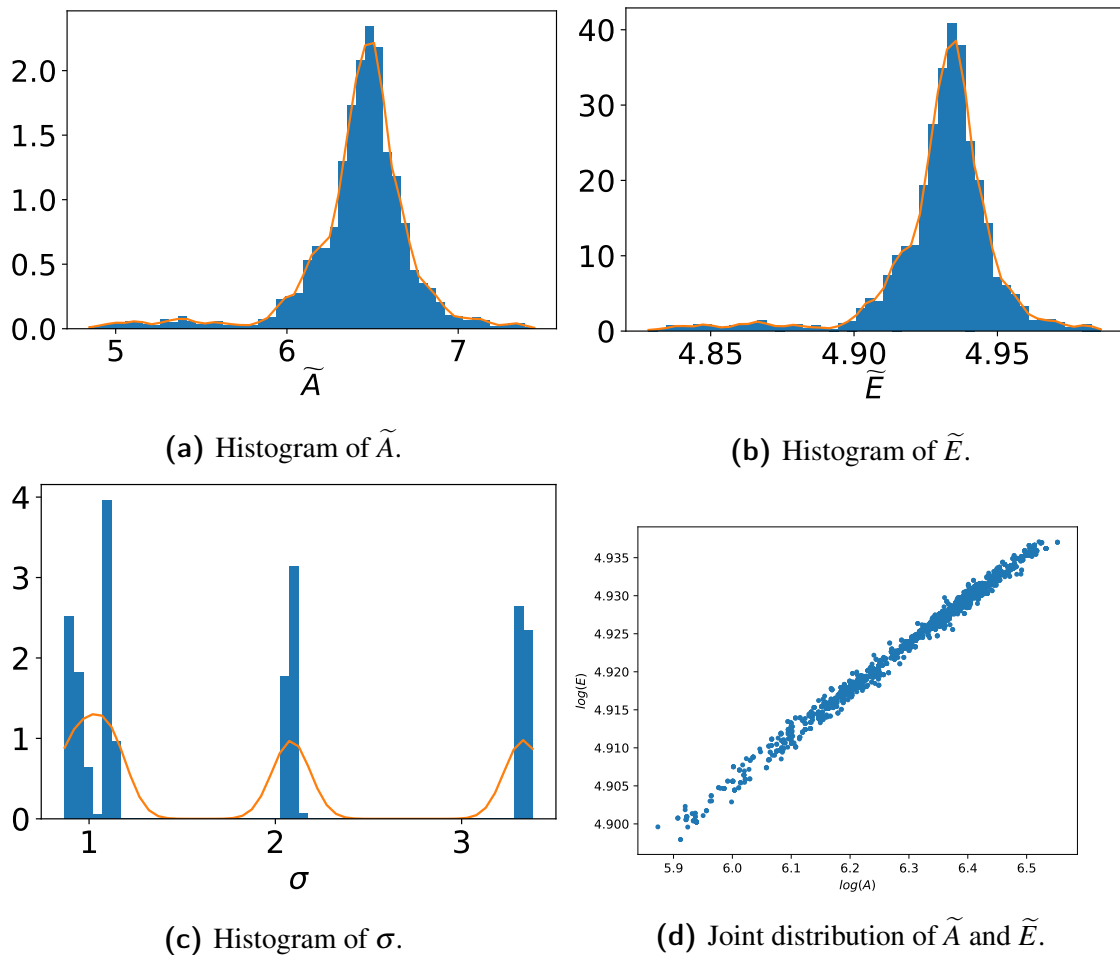 2.0
1.5
1.0
0.5
0.0
5 6 7
Ã
(a) Histogram of Ã.
40
30
20
10
0
4.85 4.90 4.95
Ẽ
(b) Histogram of Ẽ.
4
3
2
1
0
1 2 3
σ
(c) Histogram of σ.
4.935
4.930
4.925
4.920
4.915
4.910
4.905
4.900
log(E)
5.9 6.0 6.1 6.2 6.3 6.4 6.5
log(A)
(d) Joint distribution of Ã and Ẽ.